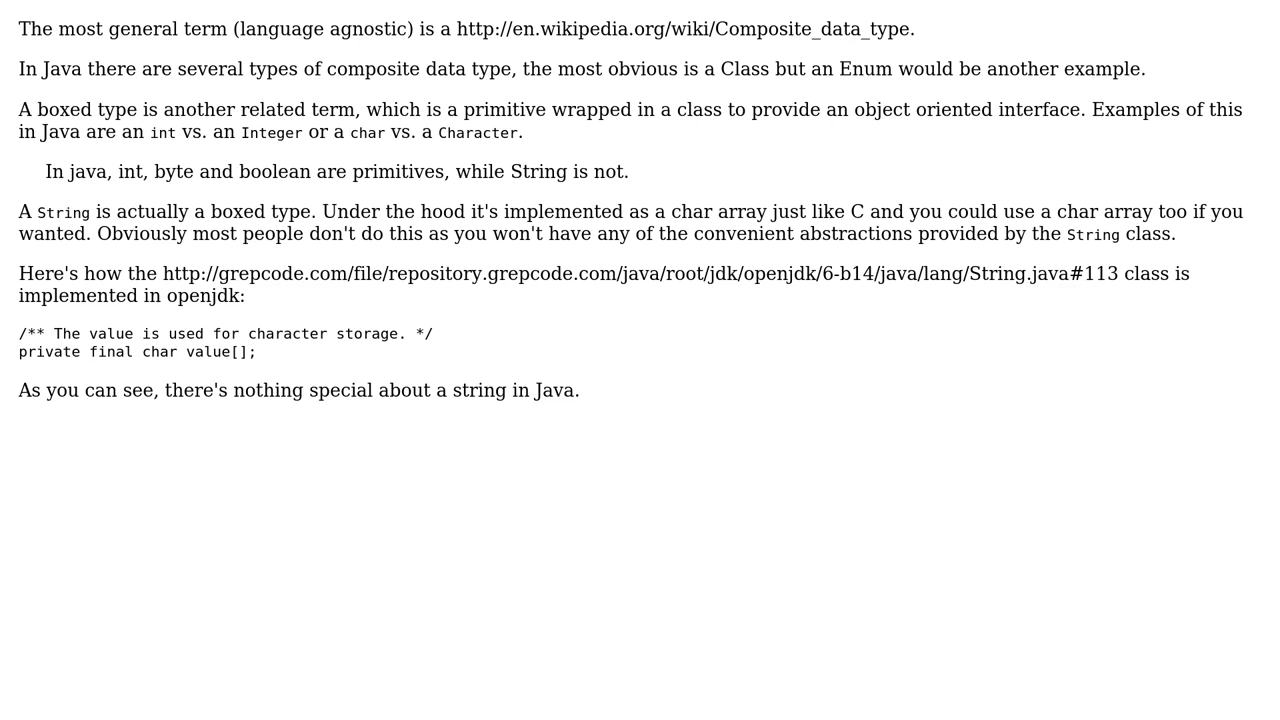 The most general term (language agnostic) is a http://en.wikipedia.org/wiki/Composite_data_type.
In Java there are several types of composite data type, the most obvious is a Class but an Enum would be another example.
A boxed type is another related term, which is a primitive wrapped in a class to provide an object oriented interface. Examples of this
in Java are an int vs. an Integer or a char vs. a Character.
In java, int, byte and boolean are primitives, while String is not.
A String is actually a boxed type. Under the hood it's implemented as a char array just like C and you could use a char array too if you
wanted. Obviously most people don't do this as you won't have any of the convenient abstractions provided by the String class.
Here's how the http://grepcode.com/file/repository.grepcode.com/java/root/jdk/openjdk/6-b14/java/lang/String.java#113 class is
implemented in openjdk:
/** The value is used for character storage. */
private final char value[];
As you can see, there's nothing special about a string in Java.